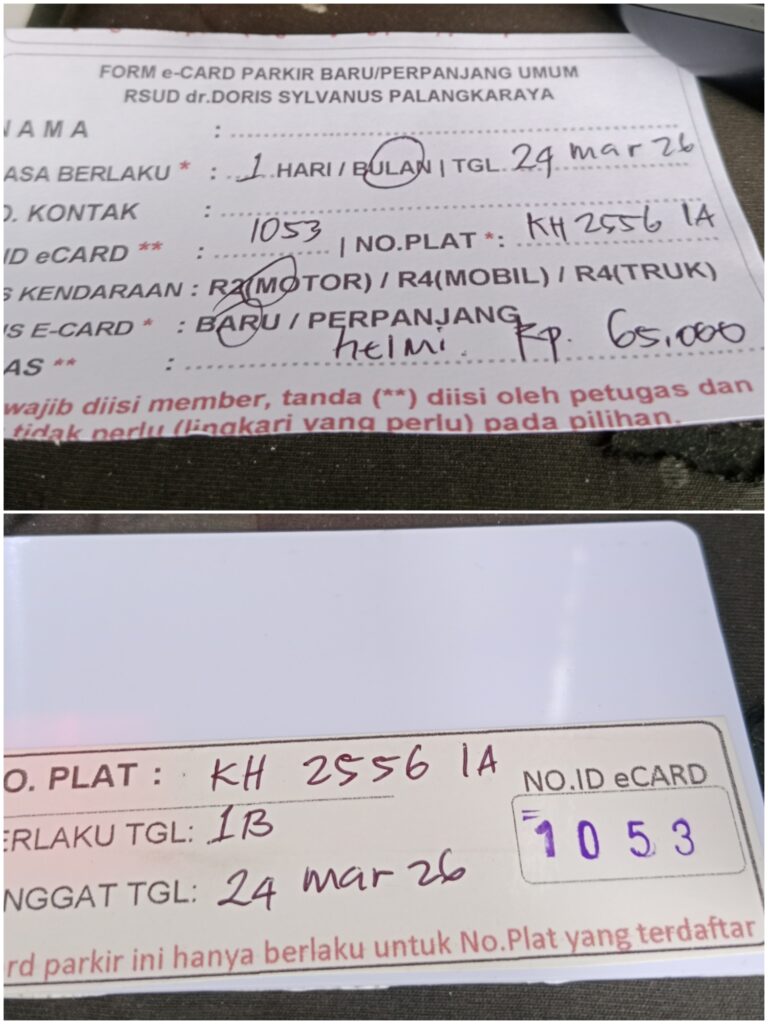 FORM e-CARD PARKIR BARU/PERPANJANG UMUM
RSUD dr.DORIS SYLVANUS PALANGKARAYA
AMA :
ASA BERLAKU * : 1 HARI / BULAN | TGL. 24 mar 26
O. KONTAK :
ID eCARD ** : 1053 | NO.PLAT *: KH 2556 IA
S KENDARAAN : R2(MOTOR) / R4(MOBIL) / R4(TRUK)
IS E-CARD * : BARU / PERPANJANG
AS ** : helmi. Rp. 65.000
wajib diisi member, tanda (**) diisi oleh petugas dan
tidak perlu (lingkari yang perlu) pada pilihan.
O. PLAT : KH 2556 IA
NO.ID eCARD
ERLAKU TGL: 1B
1053
NGGAT TGL: 24 mar 26
rd parkir ini hanya berlaku untuk No.Plat yang terdaftar